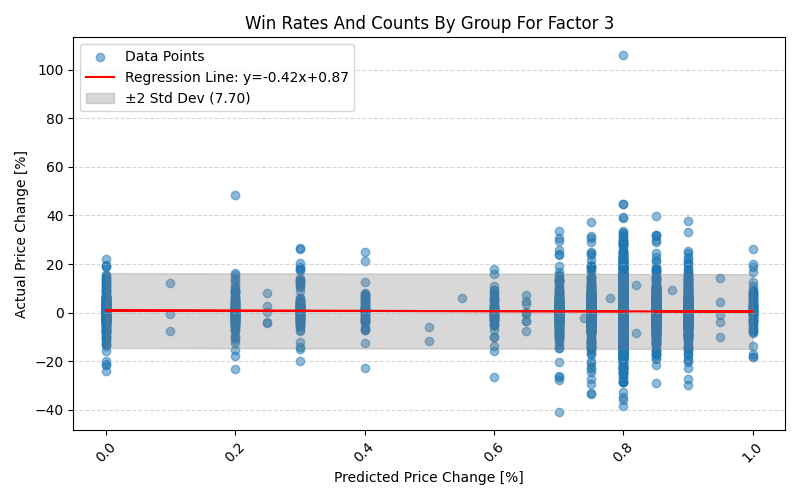 Win Rates And Counts By Group For Factor 3
Data Points
Regression Line: y=-0.42x+0.87
±2 Std Dev (7.70)
100
80
60
40
20
0
−20
−40
Actual Price Change [%]
0.0
0.2
0.4
0.6
0.8
1.0
Predicted Price Change [%]